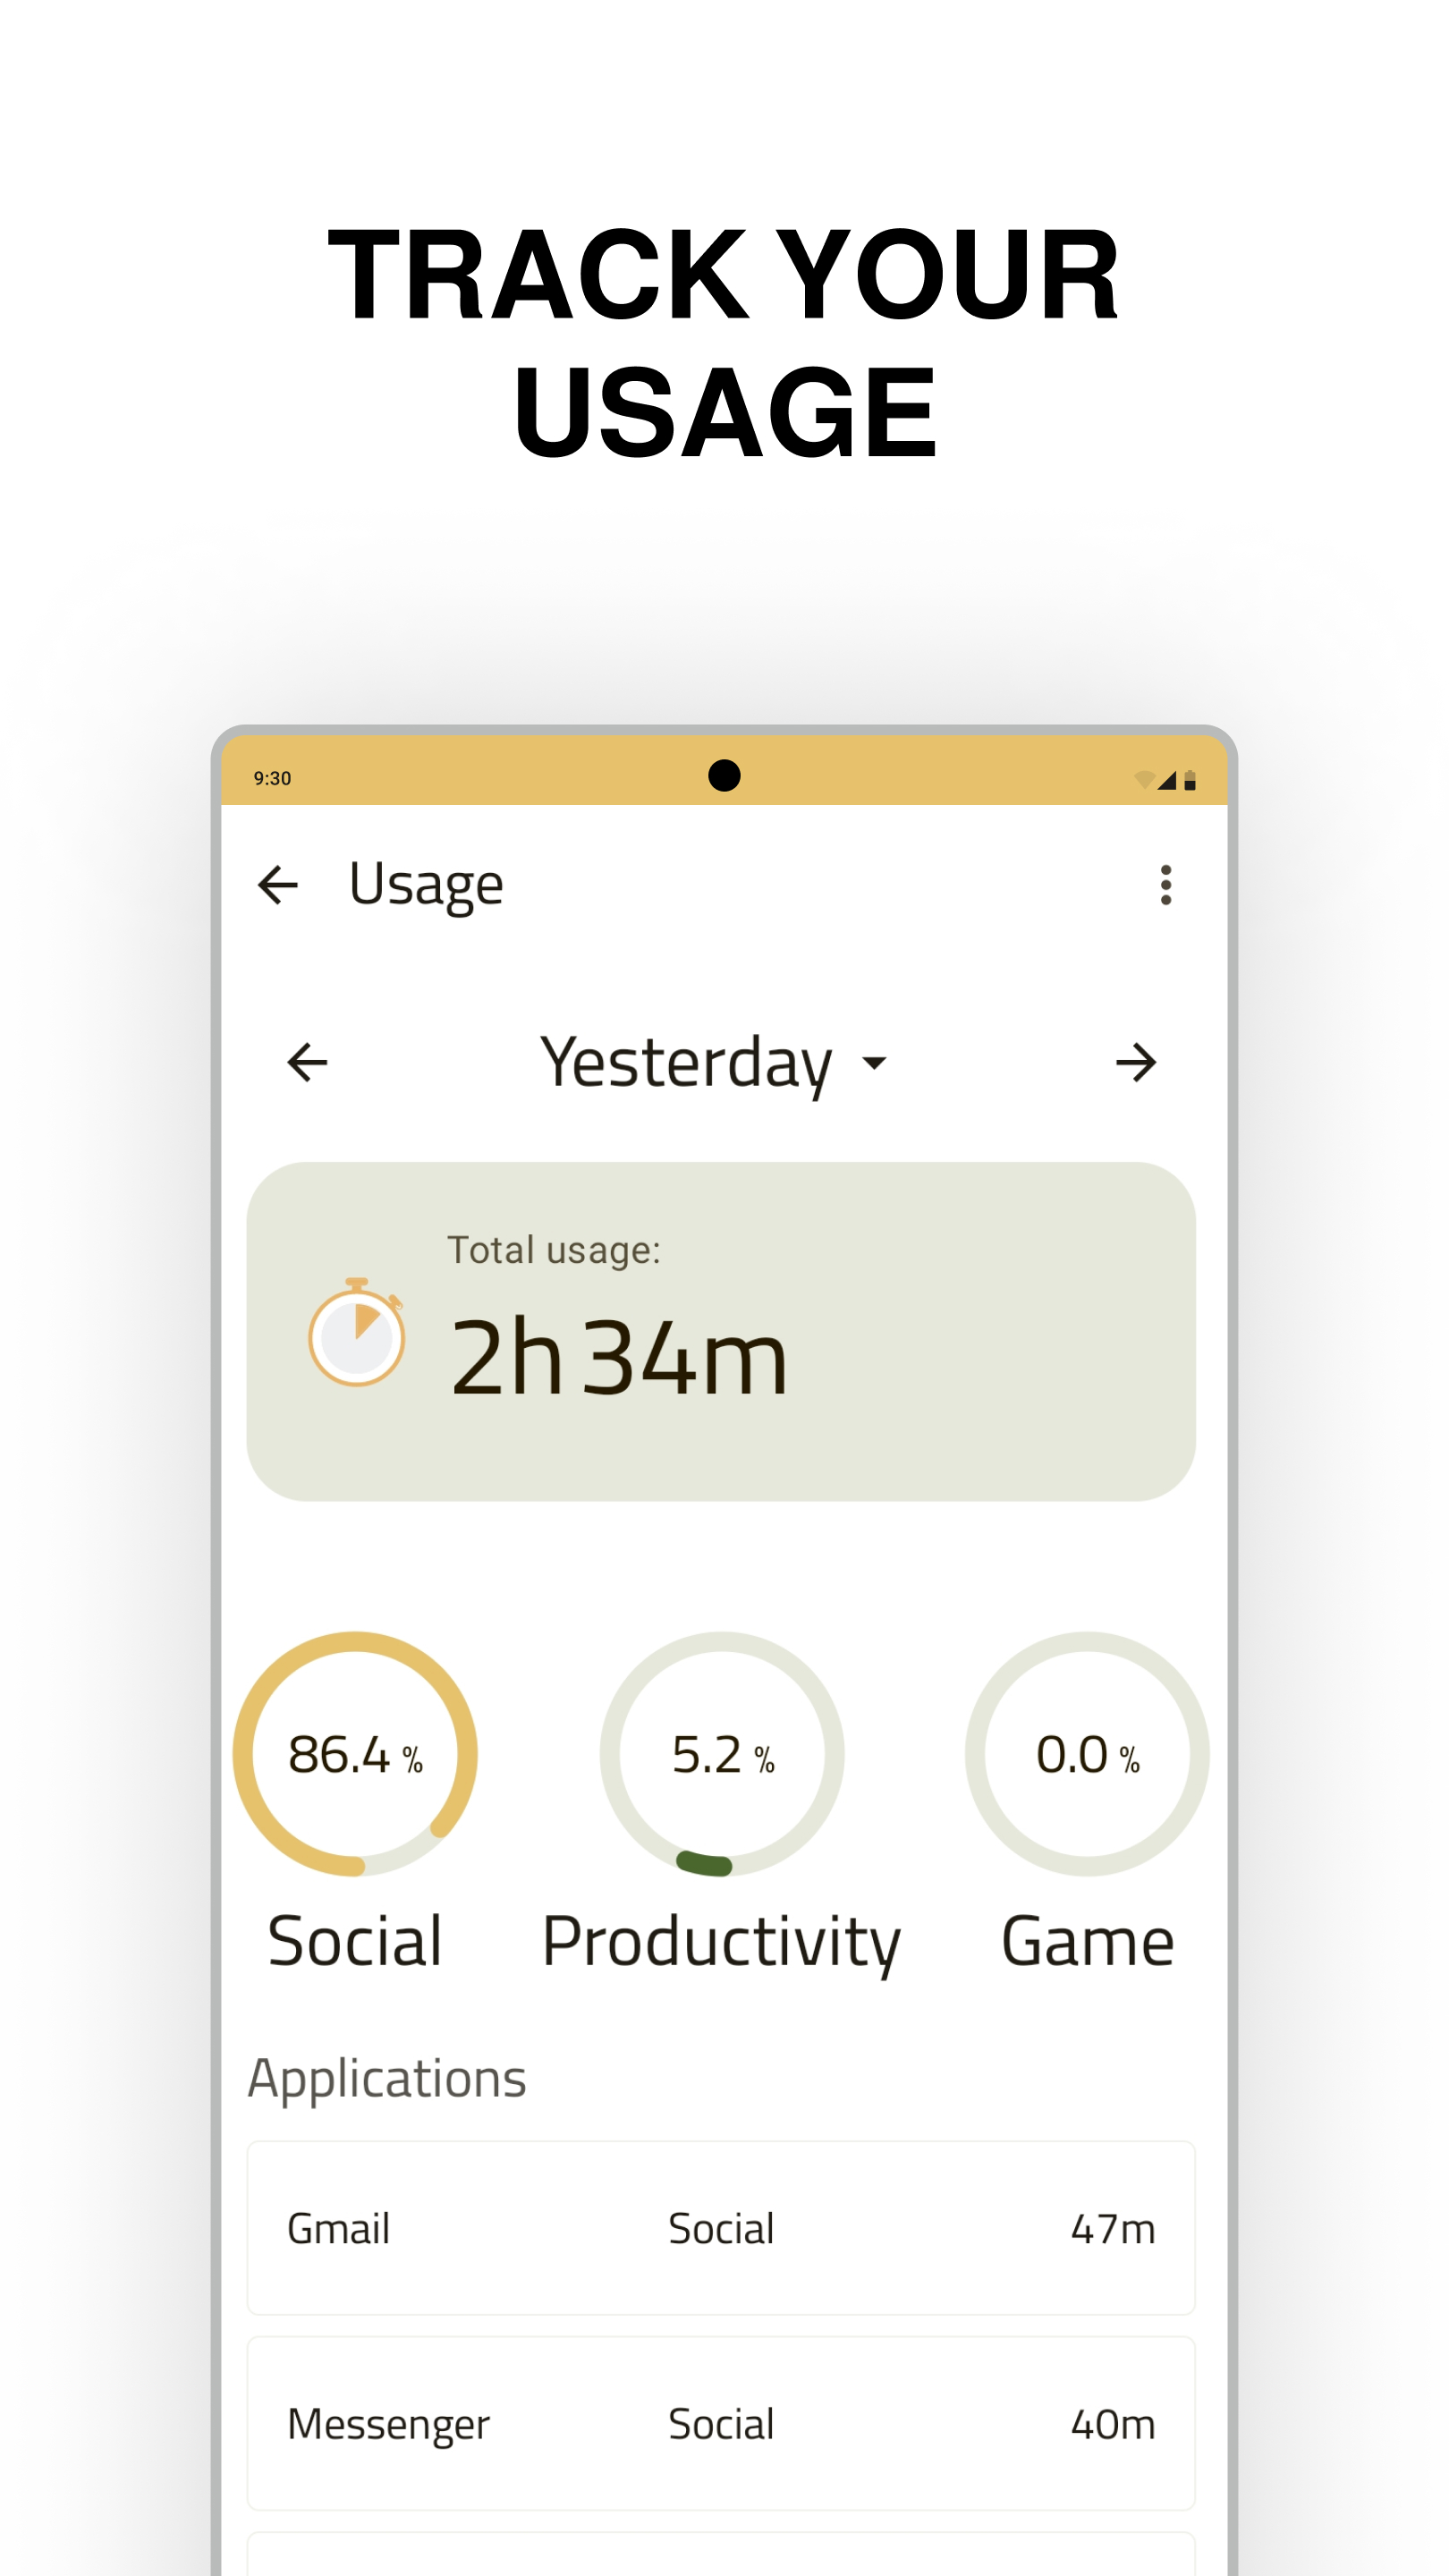 TRACK YOUR
USAGE
9:30
Usage
Yesterday
Total usage:
2h 34m
86.4 % 5.2 % 0.0 %
Social Productivity Game
Applications
Gmail Social 47m
Messenger Social 40m